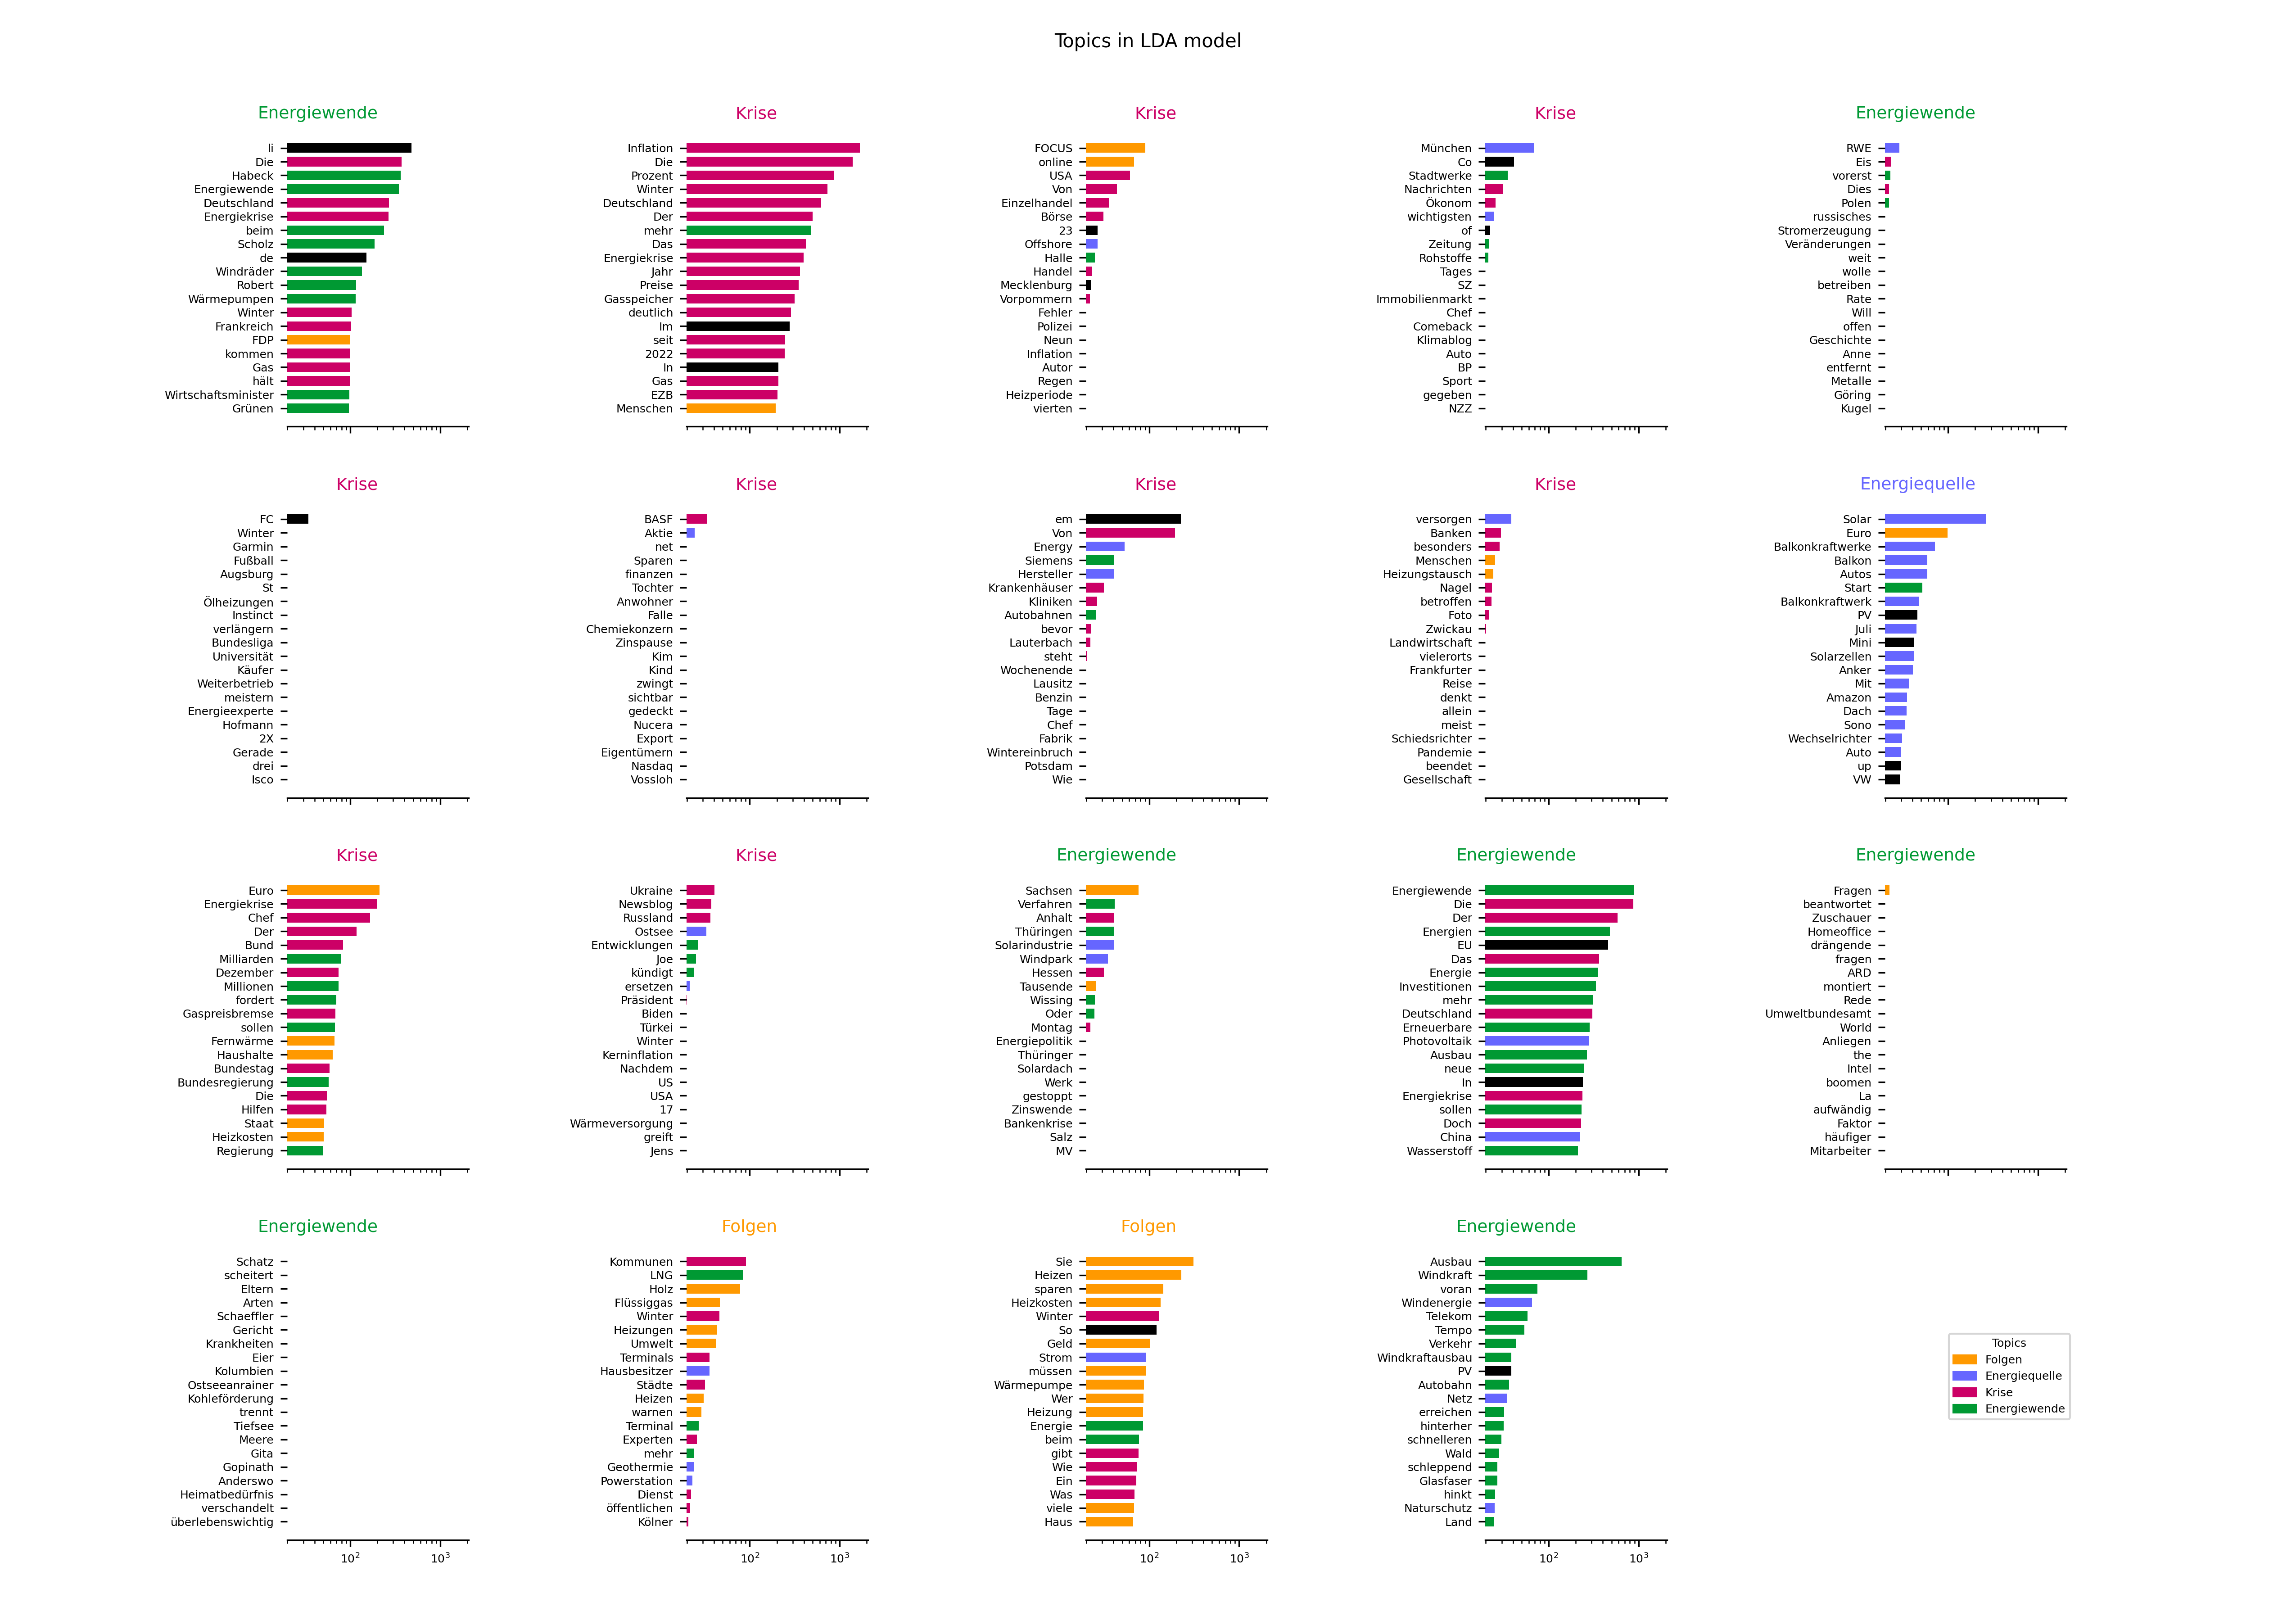 Topics in LDA model
Energiewende
li
Die
Habeck
Energiewende
Deutschland
Energiekrise
beim
Scholz
de
Windräder
Robert
Wärmepumpen
Winter
Frankreich
FDP
kommen
Gas
hält
Wirtschaftsminister
Grünen
Krise
Inflation
Die
Prozent
Winter
Deutschland
Der
mehr
Das
Energiekrise
Jahr
Preise
Gasspeicher
deutlich
Im
seit
2022
In
Gas
EZB
Menschen
Krise
FOCUS
online
USA
Von
Einzelhandel
Börse
23
Offshore
Halle
Handel
Mecklenburg
Vorpommern
Fehler
Polizei
Neun
Inflation
Autor
Regen
Heizperiode
vierten
Krise
München
Co
Stadtwerke
Nachrichten
Ökonom
wichtigsten
of
Zeitung
Rohstoffe
Tages
SZ
Immobilienmarkt
Chef
Comeback
Klimablog
Auto
BP
Sport
gegeben
NZZ
Energiewende
RWE
Eis
vorerst
Dies
Polen
russisches
Stromerzeugung
Veränderungen
weit
wolle
betreiben
Rate
Will
offen
Geschichte
Anne
entfernt
Metalle
Göring
Kugel
Krise
FC
Winter
Garmin
Fußball
Augsburg
St
Ölheizungen
Instinct
verlängern
Bundesliga
Universität
Käufer
Weiterbetrieb
meistern
Energieexperte
Hofmann
2X
Gerade
drei
Isco
Krise
BASF
Aktie
net
Sparen
finanzen
Tochter
Anwohner
Falle
Chemiekonzern
Zinspause
Kim
Kind
zwingt
sichtbar
gedeckt
Nucera
Export
Eigentümern
Nasdaq
Vossloh
Krise
em
Von
Energy
Siemens
Hersteller
Krankenhäuser
Kliniken
Autobahnen
bevor
Lauterbach
steht
Wochenende
Lausitz
Benzin
Tage
Chef
Fabrik
Wintereinbruch
Potsdam
Wie
Krise
versorgen
Banken
besonders
Menschen
Heizungstausch
Nagel
betroffen
Foto
Zwickau
Landwirtschaft
vielerorts
Frankfurter
Reise
denkt
allein
meist
Schiedsrichter
Pandemie
beendet
Gesellschaft
Energiequelle
Solar
Euro
Balkonkraftwerke
Balkon
Autos
Start
Balkonkraftwerk
PV
Juli
Mini
Solarzellen
Anker
Mit
Amazon
Dach
Sono
Wechselrichter
Auto
up
VW
Krise
Euro
Energiekrise
Chef
Der
Bund
Milliarden
Dezember
Millionen
fordert
Gaspreisbremse
sollen
Fernwärme
Haushalte
Bundestag
Bundesregierung
Die
Hilfen
Staat
Heizkosten
Regierung
Krise
Ukraine
Newsblog
Russland
Ostsee
Entwicklungen
Joe
kündigt
ersetzen
Präsident
Biden
Türkei
Winter
Kerninflation
Nachdem
US
USA
17
Wärmeversorgung
greift
Jens
Energiewende
Sachsen
Verfahren
Anhalt
Thüringen
Solarindustrie
Windpark
Hessen
Tausende
Wissing
Oder
Montag
Energiepolitik
Thüringer
Solardach
Werk
gestoppt
Zinswende
Bankenkrise
Salz
MV
Energiewende
Energiewende
Die
Der
Energien
EU
Das
Energie
Investitionen
mehr
Deutschland
Erneuerbare
Photovoltaik
Ausbau
neue
In
Energiekrise
sollen
Doch
China
Wasserstoff
Energiewende
Fragen
beantwortet
Zuschauer
Homeoffice
drängende
fragen
ARD
montiert
Rede
Umweltbundesamt
World
Anliegen
the
Intel
boomen
La
aufwändig
Faktor
häufiger
Mitarbeiter
Energiewende
Schatz
scheitert
Eltern
Arten
Schaeffler
Gericht
Krankheiten
Eier
Kolumbien
Ostseeanrainer
Kohleförderung
trennt
Tiefsee
Meere
Gita
Gopinath
Anderswo
Heimatbedürfnis
verschandelt
überlebenswichtig
10²
10³
Folgen
Kommunen
LNG
Holz
Flüssiggas
Winter
Heizungen
Umwelt
Terminals
Hausbesitzer
Städte
Heizen
warnen
Terminal
Experten
mehr
Geothermie
Powerstation
Dienst
öffentlichen
Kölner
10²
10³
Folgen
Sie
Heizen
sparen
Heizkosten
Winter
So
Geld
Strom
müssen
Wärmepumpe
Wer
Heizung
Energie
beim
gibt
Wie
Ein
Was
viele
Haus
10²
10³
Energiewende
Ausbau
Windkraft
voran
Windenergie
Telekom
Tempo
Verkehr
Windkraftausbau
PV
Autobahn
Netz
erreichen
hinterher
schnelleren
Wald
schleppend
Glasfaser
hinkt
Naturschutz
Land
10²
10³
Topics
Folgen
Energiequelle
Krise
Energiewende